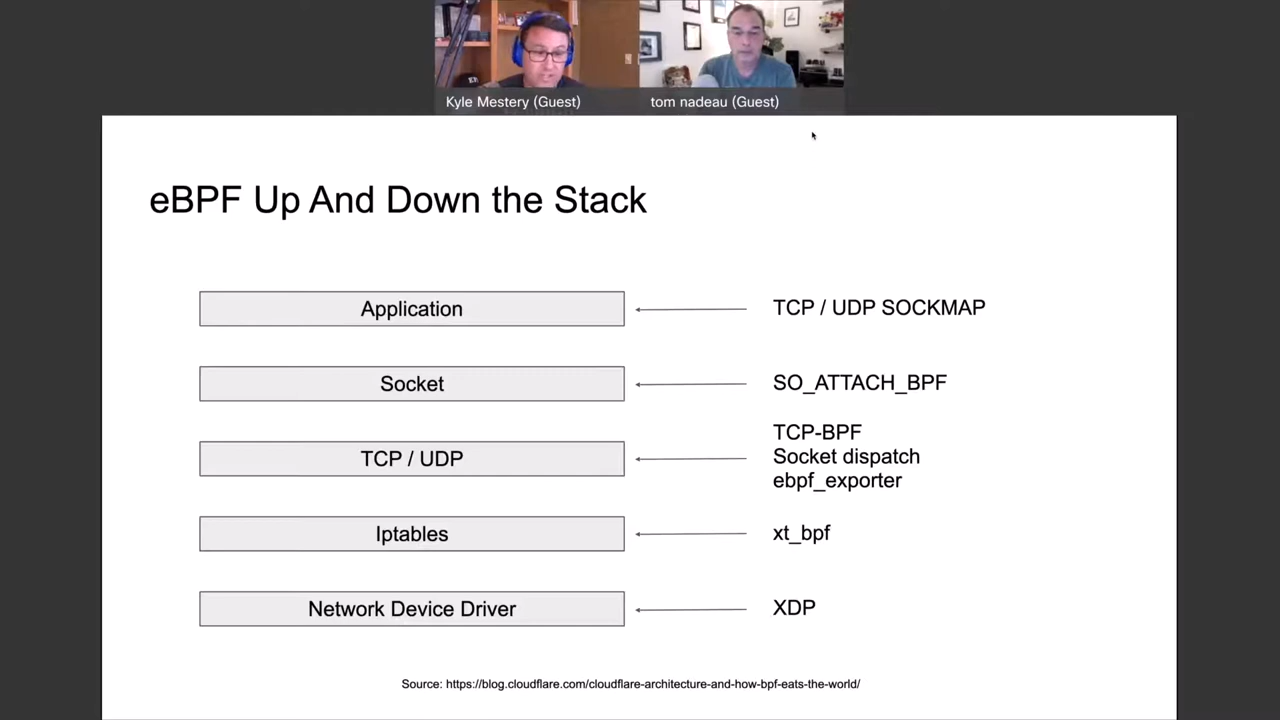 Kyle Mestery (Guest)
tom nadeau (Guest)
eBPF Up And Down the Stack
Application
TCP / UDP SOCKMAP
Socket
SO_ATTACH_BPF
TCP / UDP
TCP-BPF
Socket dispatch
ebpf_exporter
Iptables
xt_bpf
Network Device Driver
XDP
Source: https://blog.cloudflare.com/cloudflare-architecture-and-how-bpf-eats-the-world/